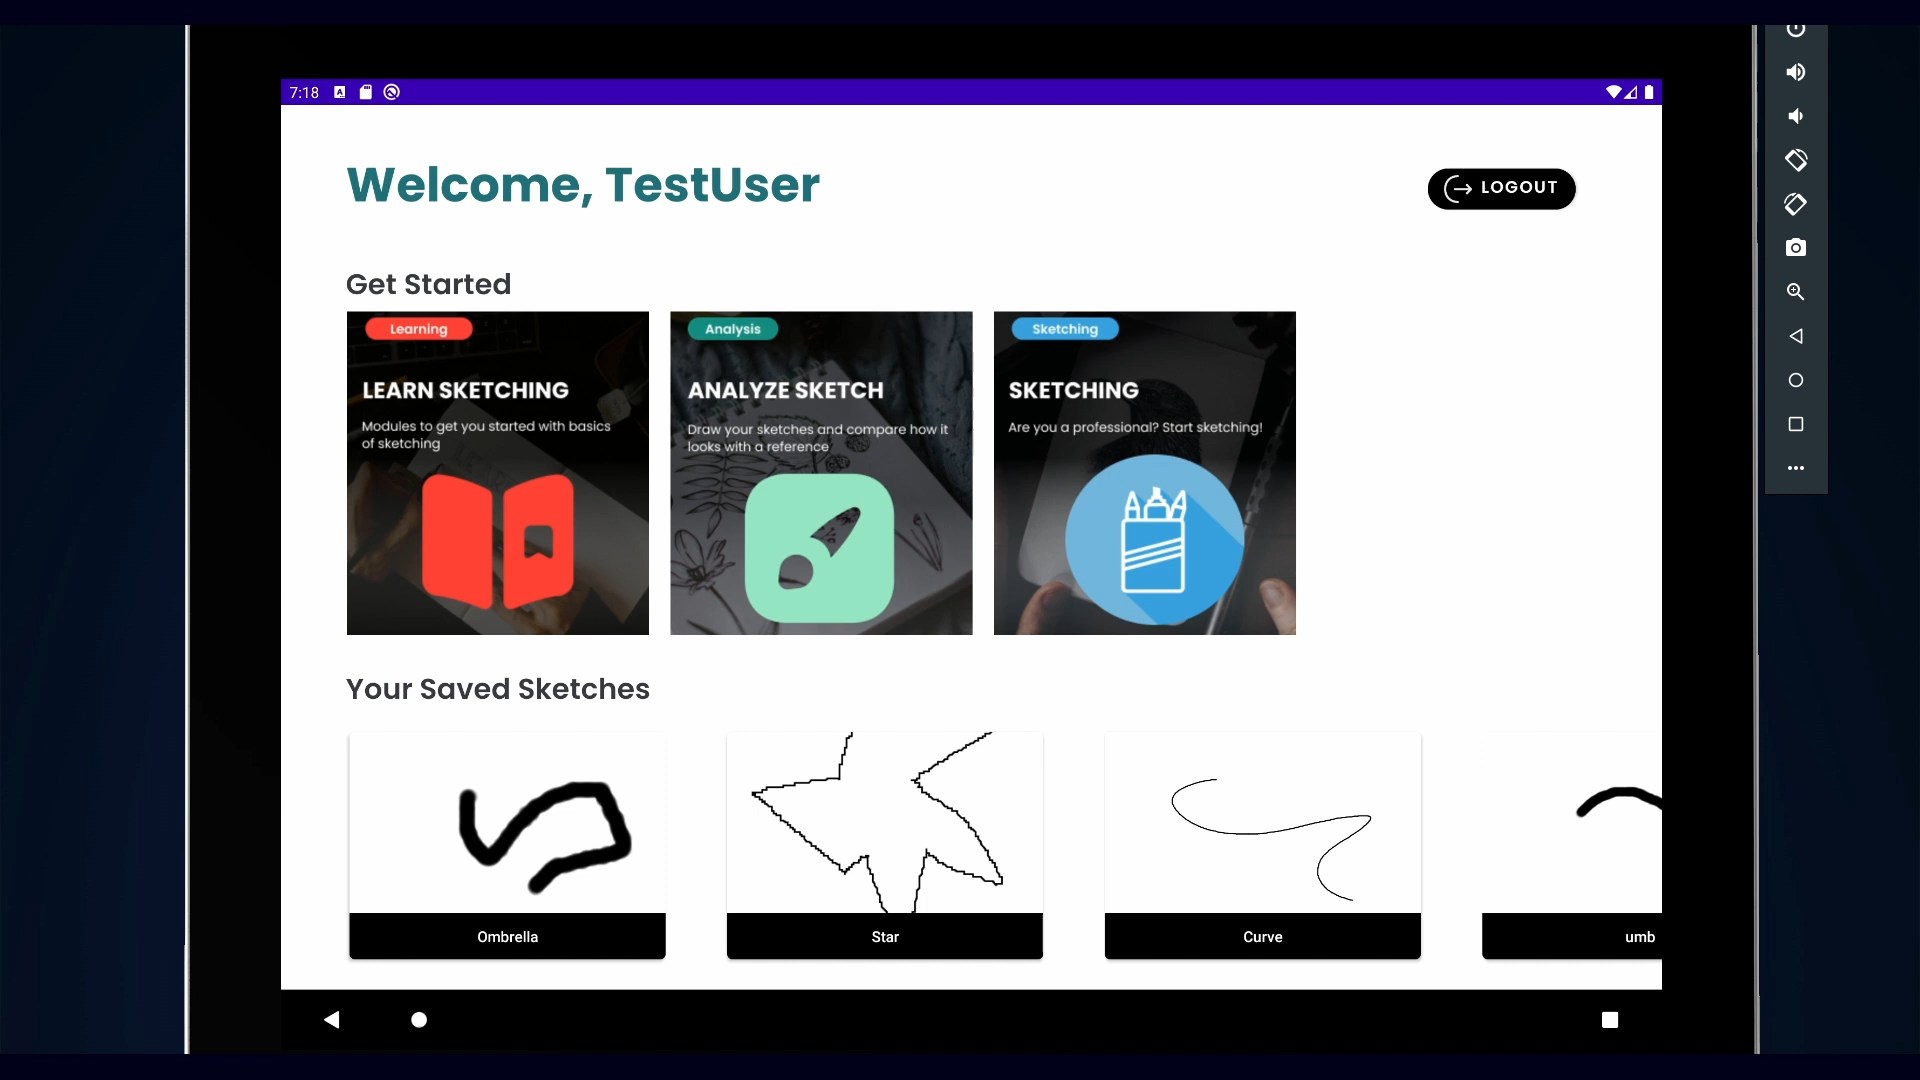 7:18
Welcome, TestUser
LOGOUT
Get Started
Learning
LEARN SKETCHING
Modules to get you started with basics
of sketching
Analysis
ANALYZE SKETCH
Draw your sketches and compare how it
looks with a reference
Sketching
SKETCHING
Are you a professional? Start sketching!
Your Saved Sketches
Ombrella
Star
Curve
umb